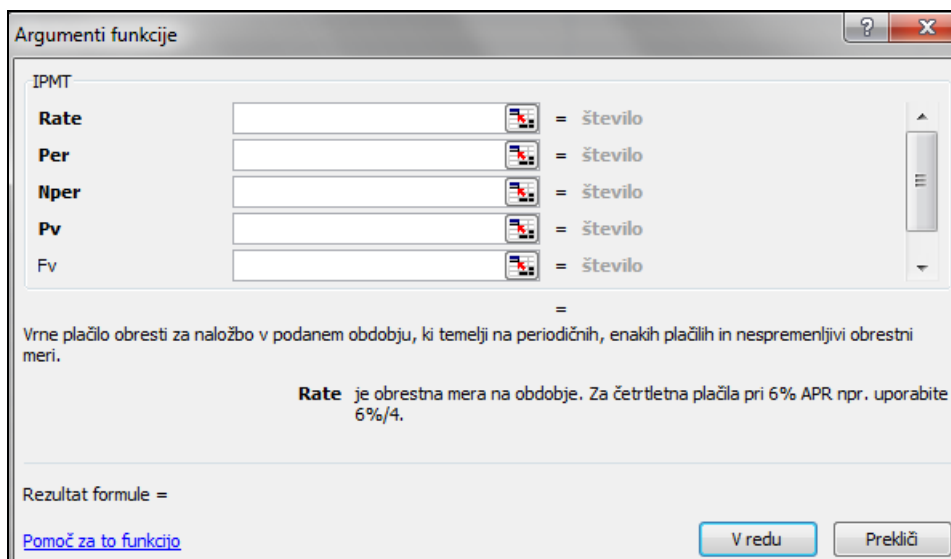 Argumenti funkcije
IPMT
Rate = število
Per = število
Nper = število
Pv = število
Fv = število
=
Vrne plačilo obresti za naložbo v podanem obdobju, ki temelji na periodičnih, enakih plačilih in nespremenljivi obrestni
meri.
Rate je obrestna mera na obdobje. Za četrtletna plačila pri 6% APR npr. uporabite
6%/4.
Rezultat formule =
Pomoč za to funkcijo
V redu
Prekliči